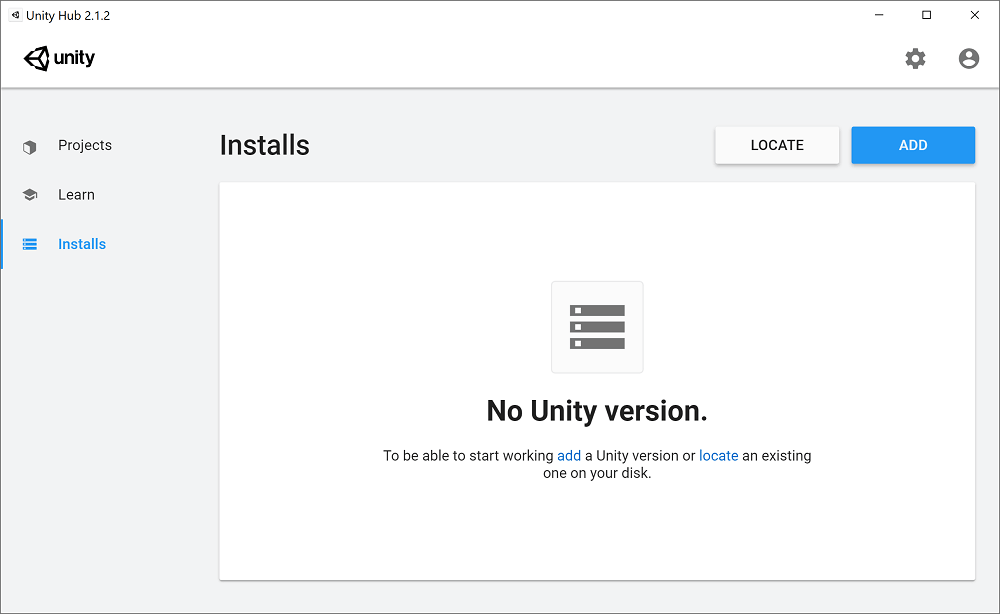 Unity Hub 2.1.2
unity
Projects
Learn
Installs
Installs
LOCATE
ADD
No Unity version.
To be able to start working add a Unity version or locate an existing
one on your disk.